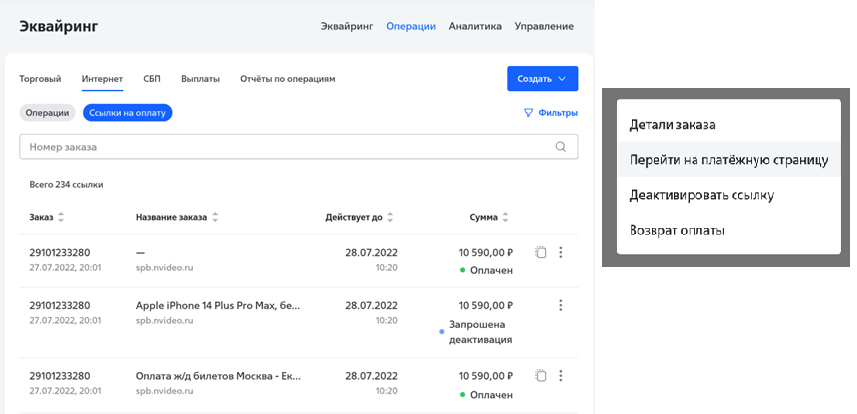 Эквайринг
Эквайринг Операции Аналитика Управление
Торговый Интернет СБП Выплаты Отчёты по операциям Создать
Операции Ссылки на оплату Фильтры
Номер заказа
Всего 234 ссылки
Заказ Название заказа Действует до Сумма
29101233280 — 28.07.2022 10 590,00 ₽
27.07.2022, 20:01 spb.nvideo.ru 10:20 Оплачен
29101233280 Apple iPhone 14 Plus Pro Max, бе... 28.07.2022 10 590,00 ₽
27.07.2022, 20:01 spb.nvideo.ru 10:20 Запрошена
деактивация
29101233280 Оплата ж/д билетов Москва - Ек... 28.07.2022 10 590,00 ₽
27.07.2022, 20:01 spb.nvideo.ru 10:20 Оплачен
Детали заказа
Перейти на платёжную страницу
Деактивировать ссылку
Возврат оплаты